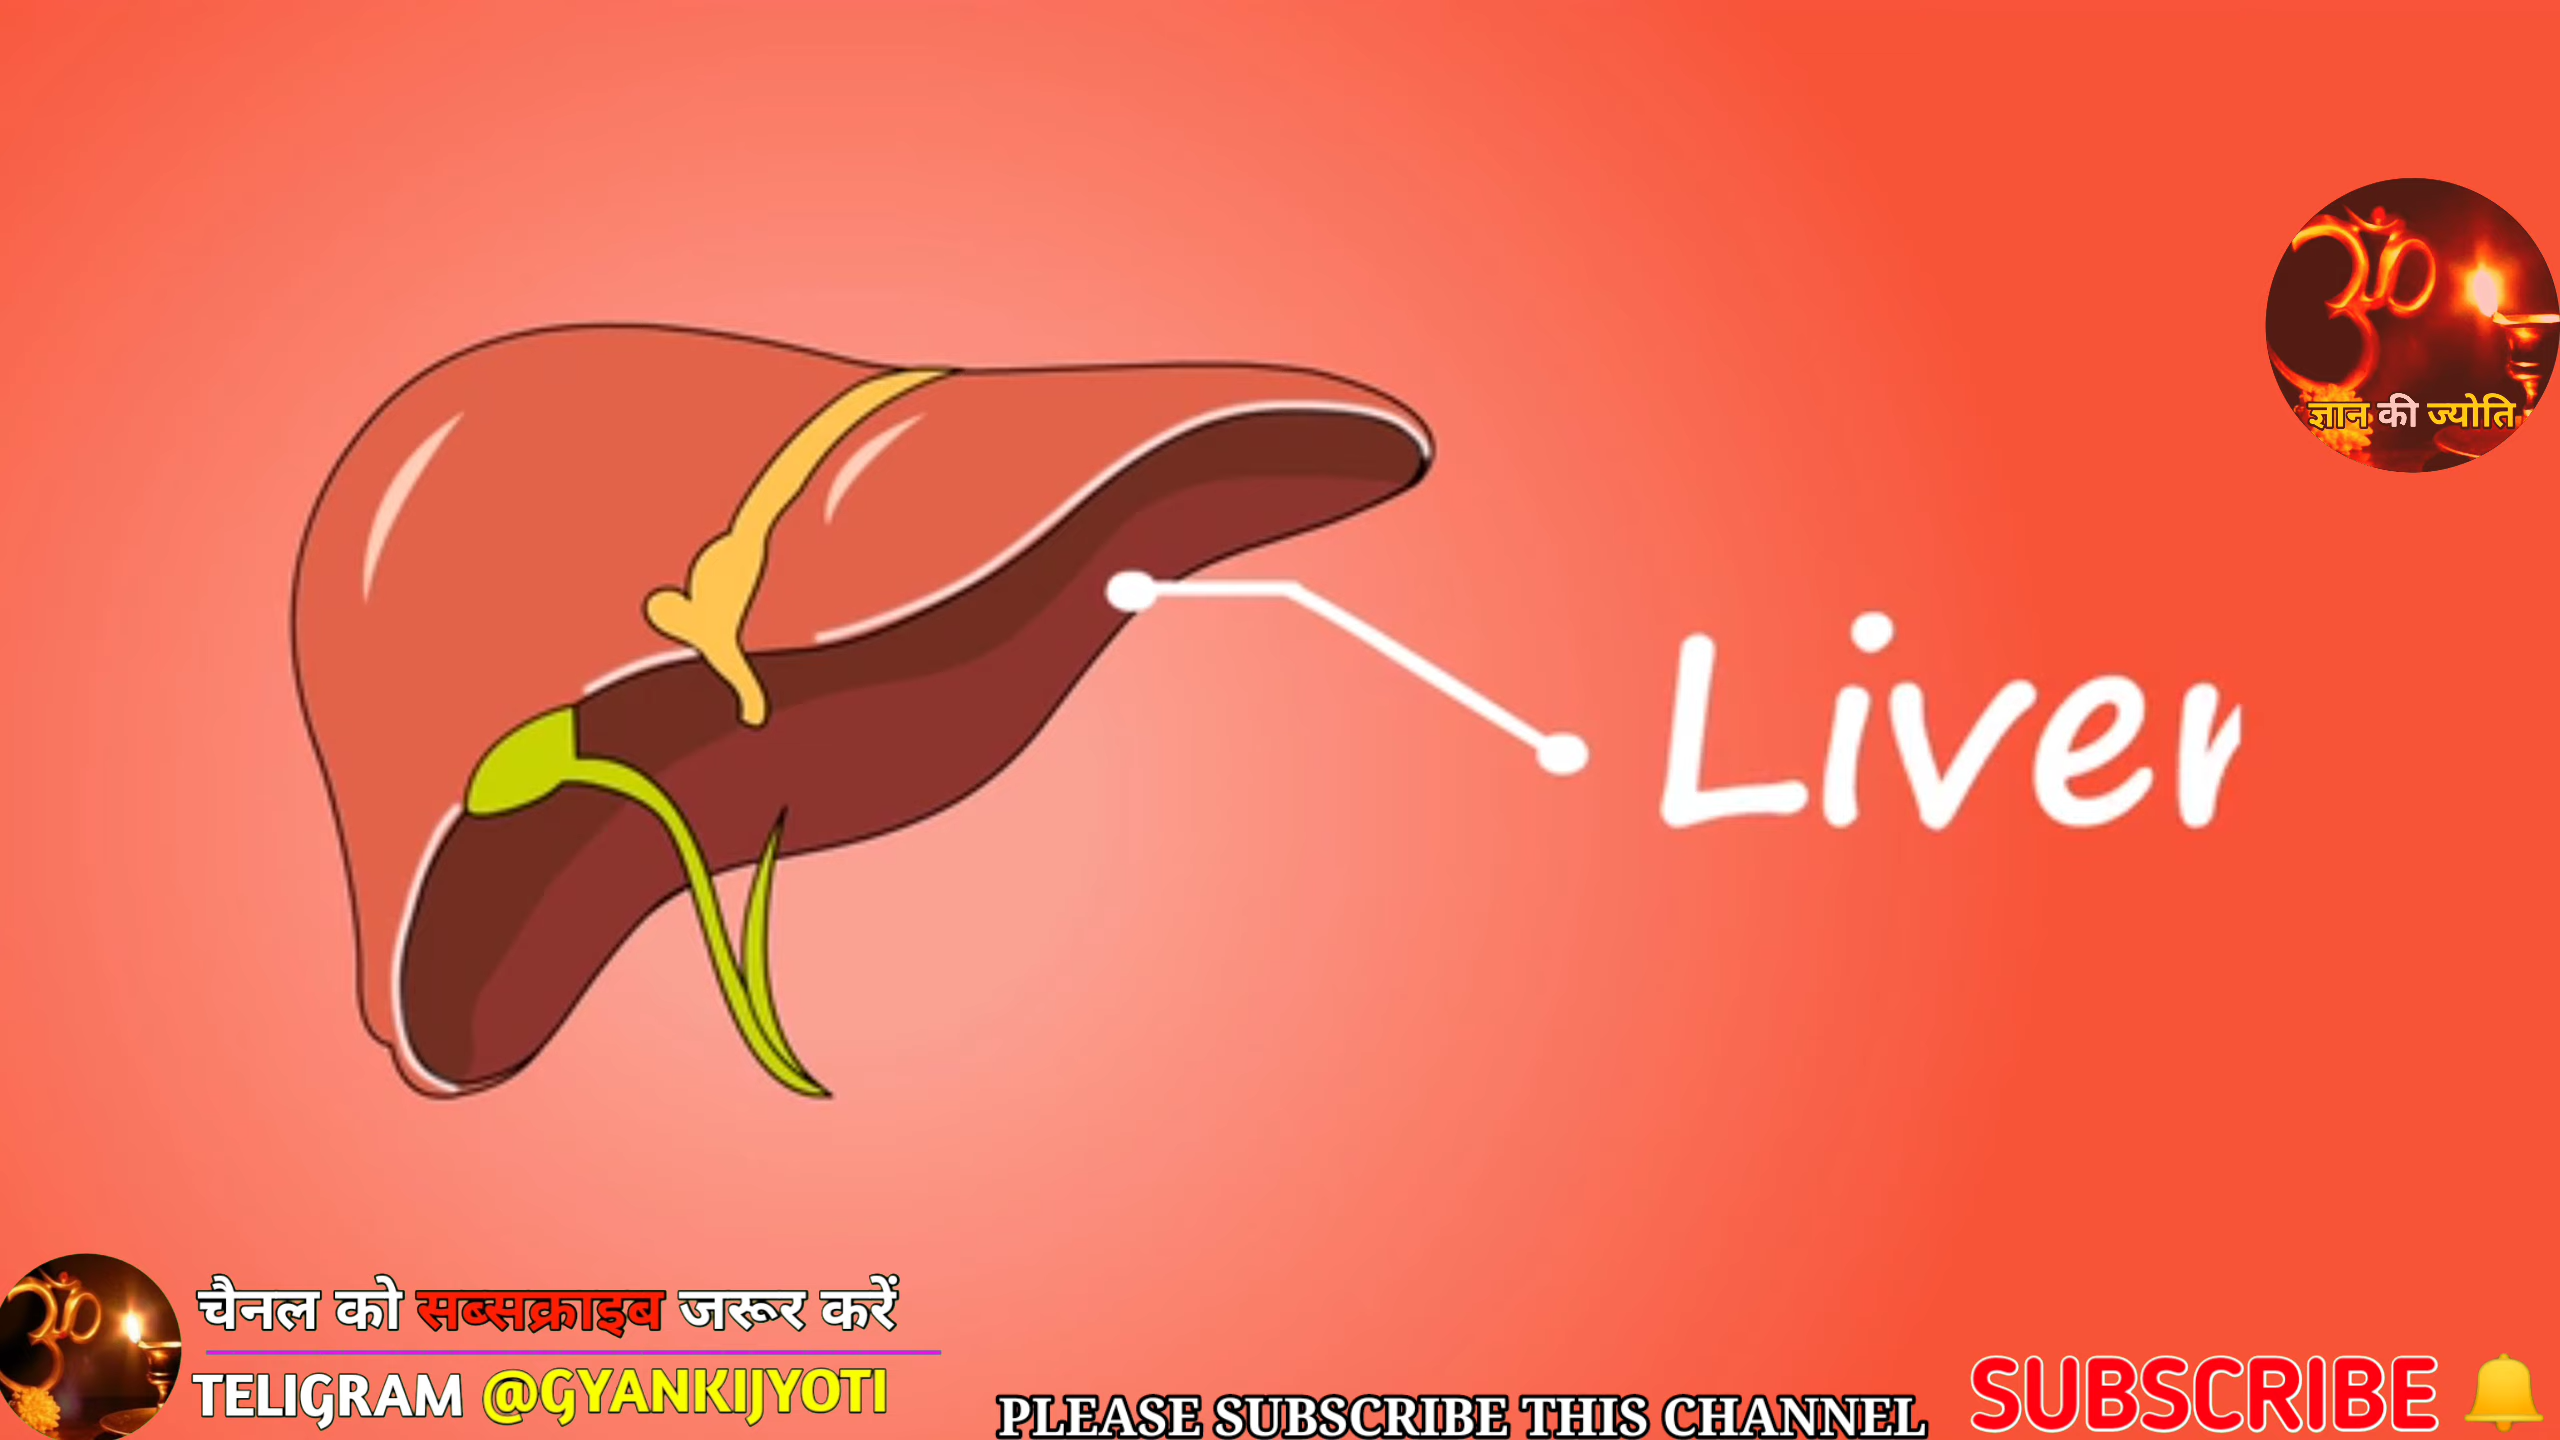 ज्ञान की ज्योति
Liver
चैनल को सब्सक्राइब जरूर करें
TELIGRAM @GYANKIJYOTI
PLEASE SUBSCRIBE THIS CHANNEL
SUBSCRIBE